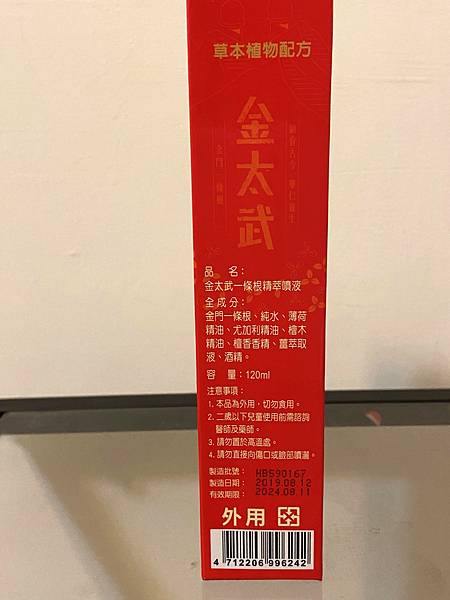 草本植物配方
金太武
金門一條根
品 名：
金太武一條根精萃噴液
全成分：
金門一條根、純水、薄荷
精油、尤加利精油、檜木
精油、檀香香精、薑萃取
液、酒精。
容 量：120ml
注意事項：
1. 本品為外用，切勿食用。
2. 二歲以下兒童使用前需諮詢
醫師及藥師。
3. 請勿置於高溫處。
4. 請勿直接向傷口或臉部噴灑。
製造批號： HB590167
製造日期： 2019.08.12
有效期限： 2024.08.11
外用
4 712206 996242